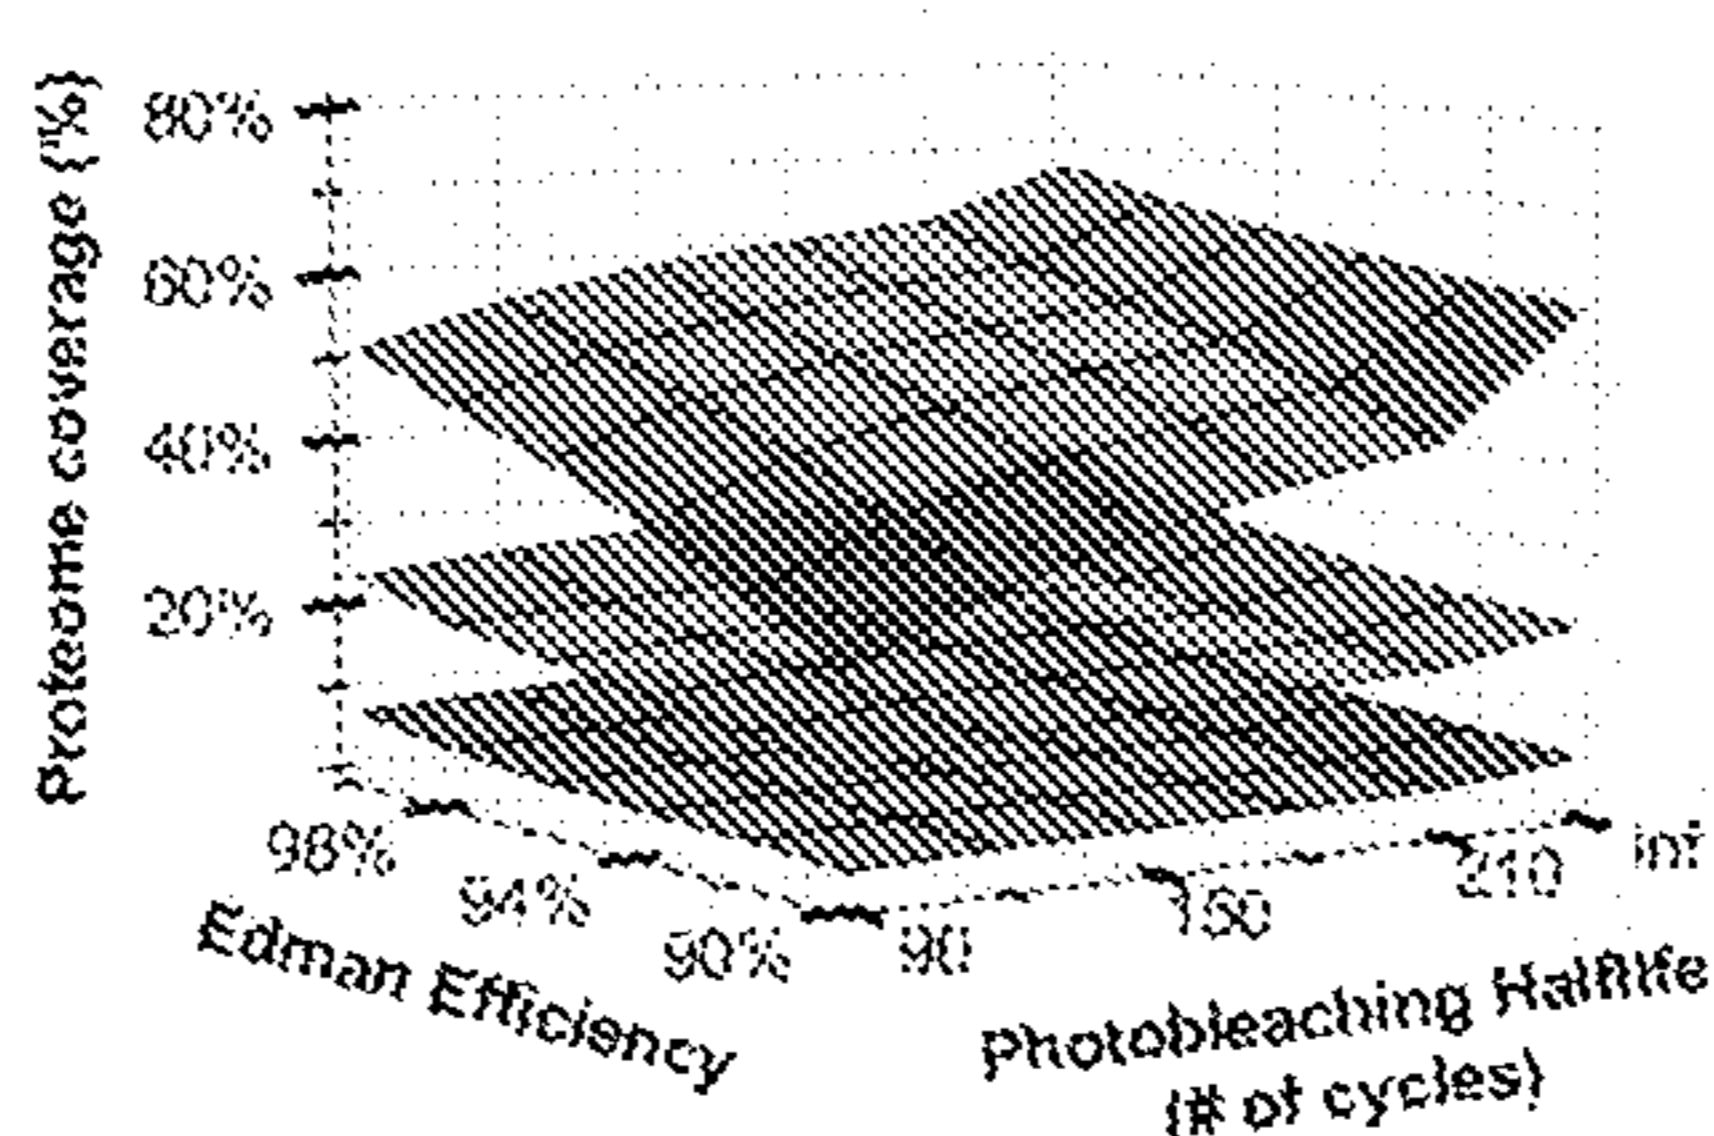 Proteome coverage (%)
80%
60%
40%
20%
98%
94%
90%
Edman Efficiency
90
150
210
inf
Photobleaching Halflife
(# of cycles)